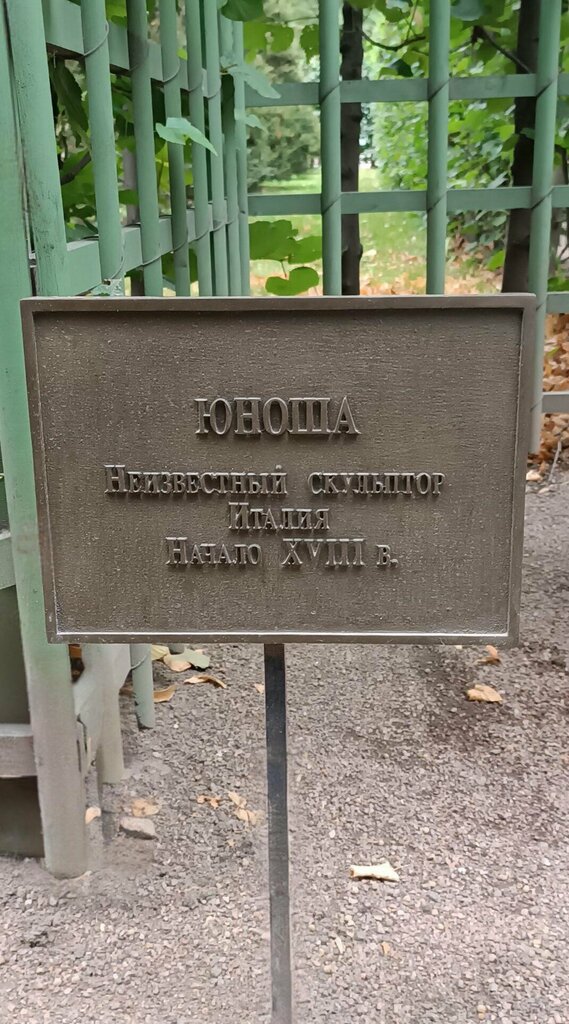 ЮНОША
Неизвестный скульптор
Италия
Начало XVIII в.